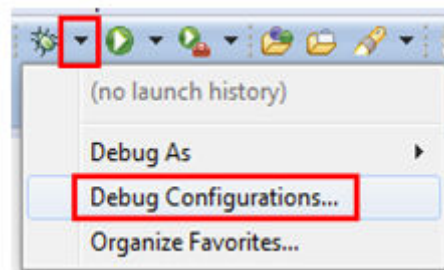 (no launch history)
Debug As
Debug Configurations...
Organize Favorites...